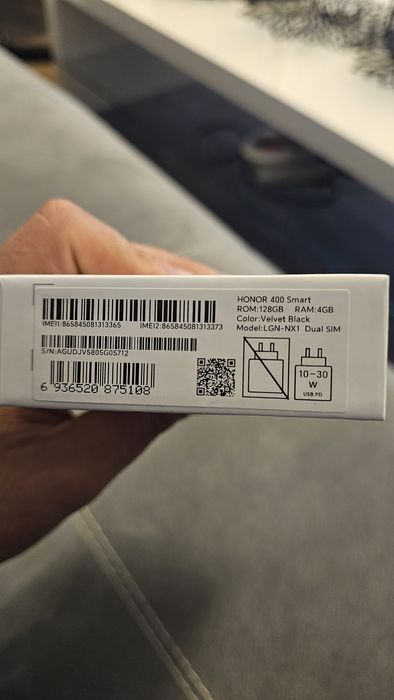 HONOR 400 Smart
ROM:128GB RAM:4GB
Color:Velvet Black
Model:LGN-NX1 Dual SIM
IMEI1:865845081313365 IMEI2:865845081313373
S/N:AGUDJV5805G05712
6 936520 875108
10–30
W
USB PD